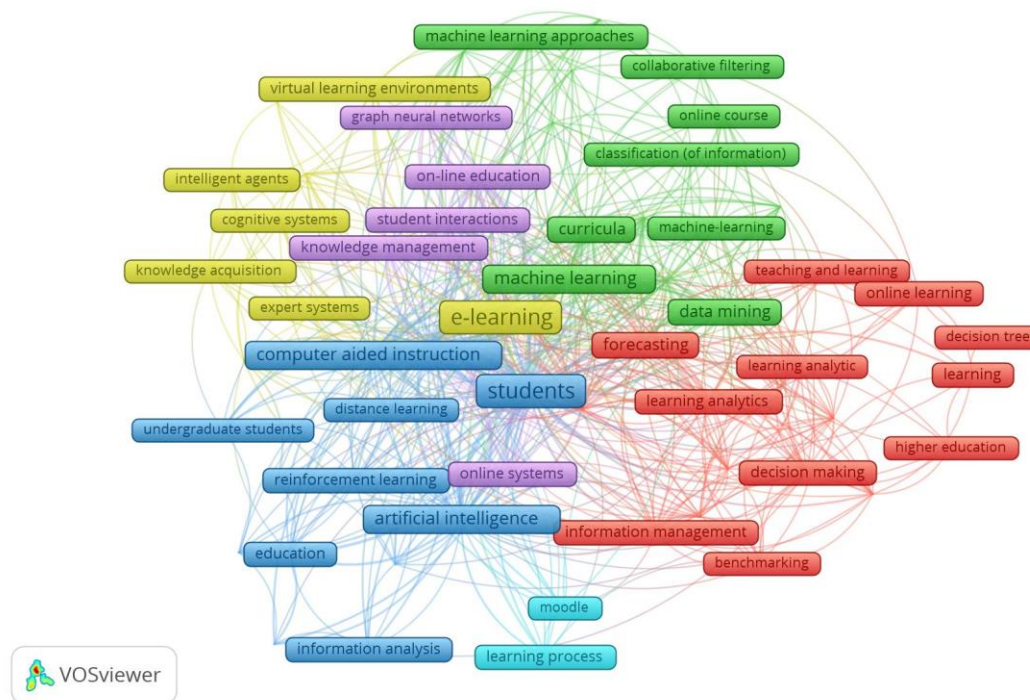 machine learning approaches
collaborative filtering
virtual learning environments
graph neural networks
online course
classification (of information)
intelligent agents
on-line education
cognitive systems
student interactions
curricula
machine-learning
knowledge management
knowledge acquisition
machine learning
teaching and learning
online learning
expert systems
e-learning
data mining
decision tree
computer aided instruction
forecasting
learning analytic
learning
students
learning analytics
distance learning
undergraduate students
higher education
reinforcement learning
online systems
decision making
artificial intelligence
information management
education
benchmarking
moodle
information analysis
learning process
VOSviewer